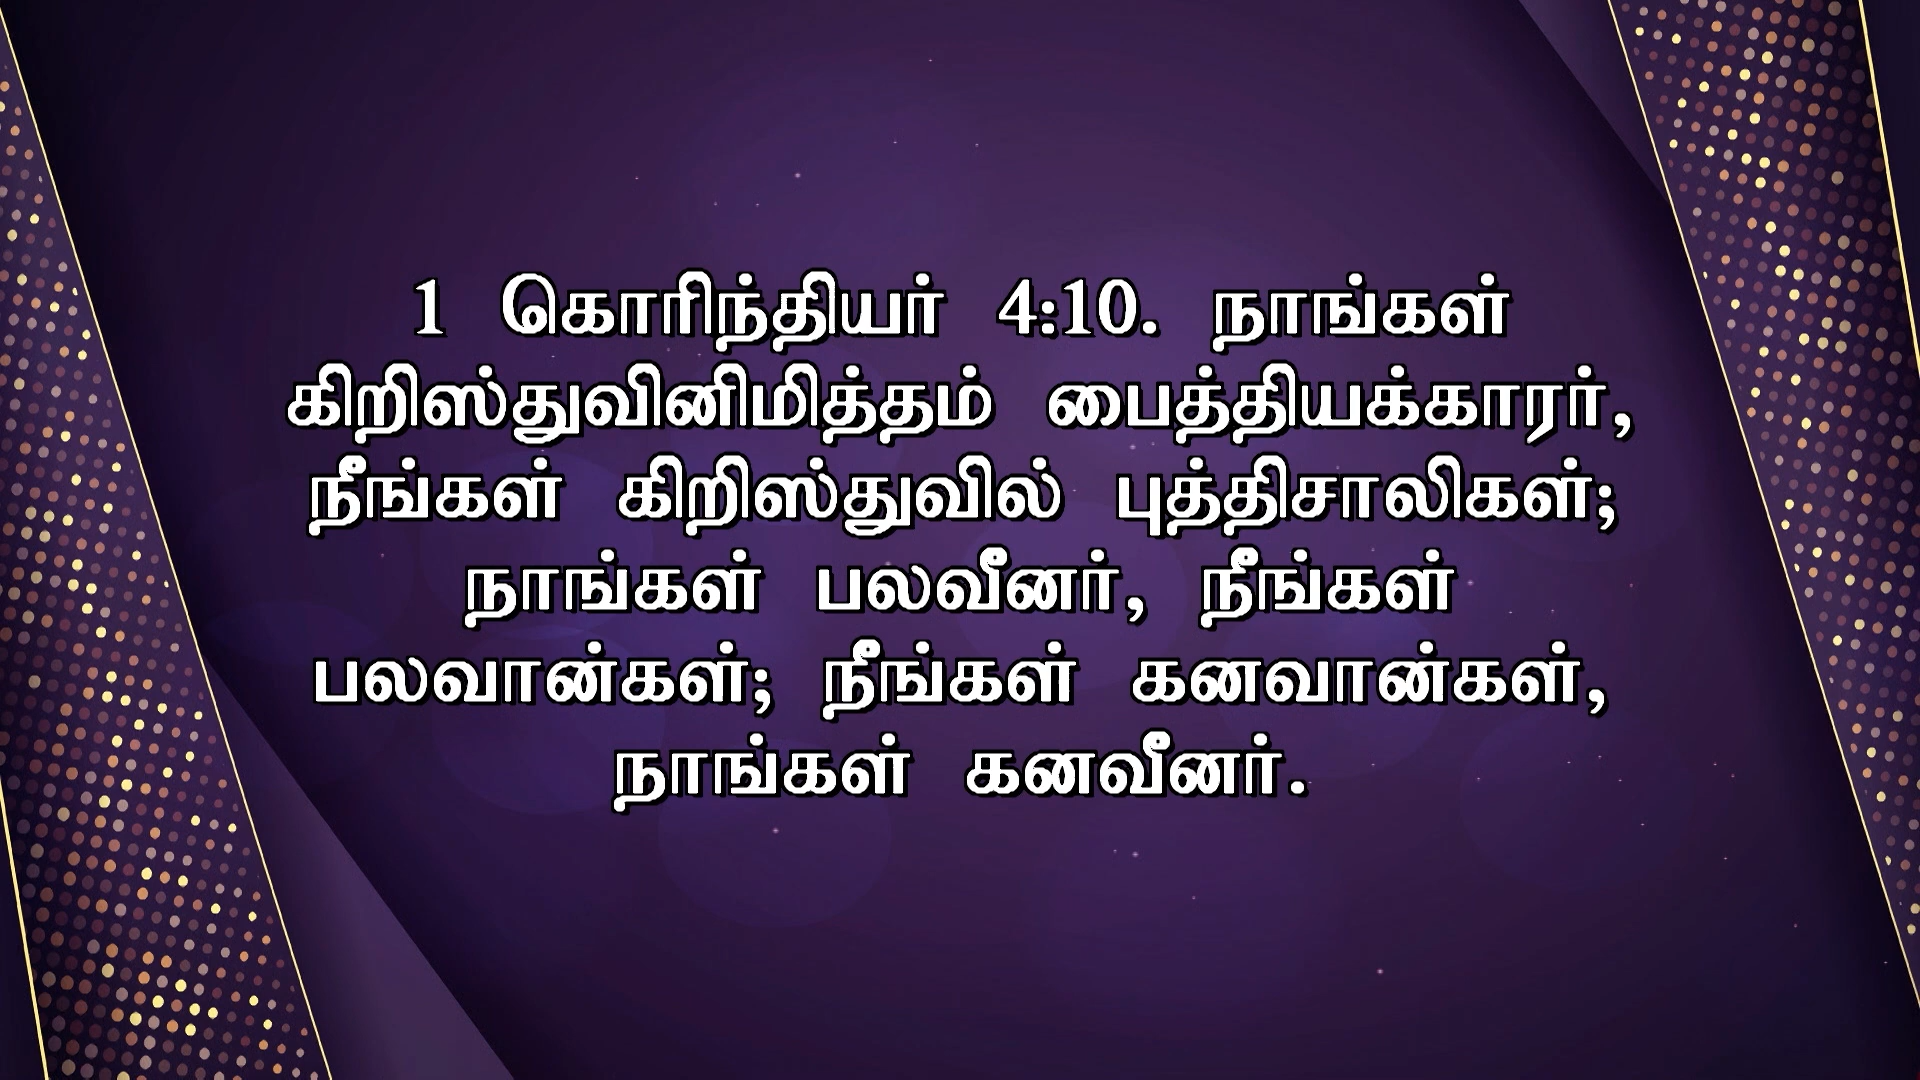 1 கொரிந்தியர் 4:10. நாங்கள்
கிறிஸ்துவினிமித்தம் பைத்தியக்காரர்,
நீங்கள் கிறிஸ்துவில் புத்திசாலிகள்;
நாங்கள் பலவீனர், நீங்கள்
பலவான்கள்; நீங்கள் கனவான்கள்,
நாங்கள் கனவீனர்.